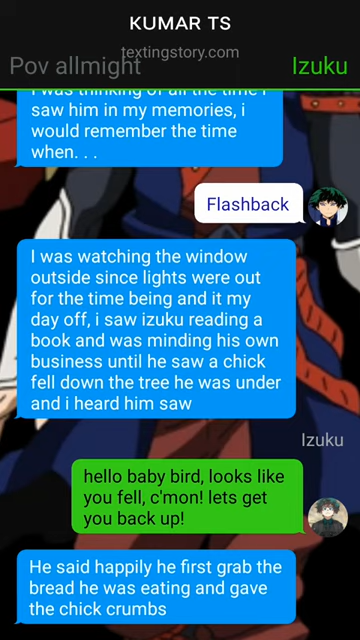 KUMAR TS
textingstory.com
Pov allmight
Izuku
I was thinking of all the time I
saw him in my memories, i
would remember the time
when. . .
Flashback
I was watching the window
outside since lights were out
for the time being and it my
day off, i saw izuku reading a
book and was minding his own
business until he saw a chick
fell down the tree he was under
and i heard him saw
Izuku
hello baby bird, looks like
you fell, c'mon! lets get
you back up!
He said happily he first grab the
bread he was eating and gave
the chick crumbs